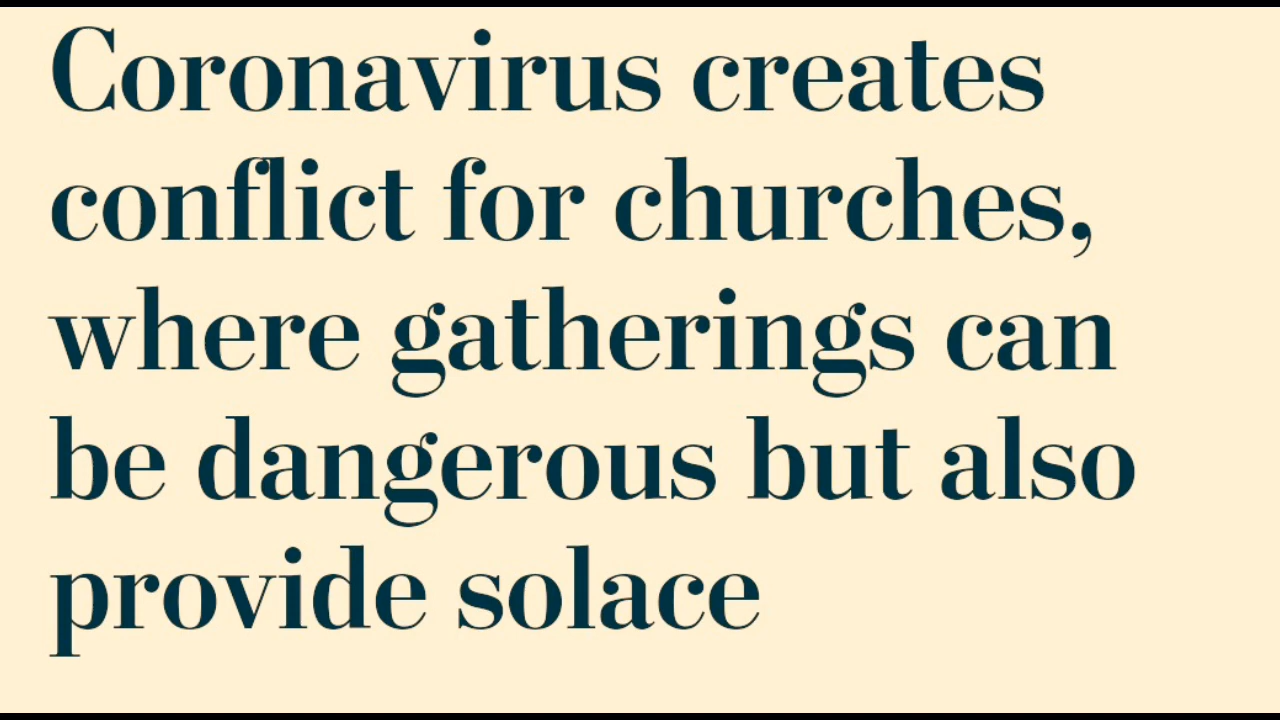 Coronavirus creates
conflict for churches,
where gatherings can
be dangerous but also
provide solace